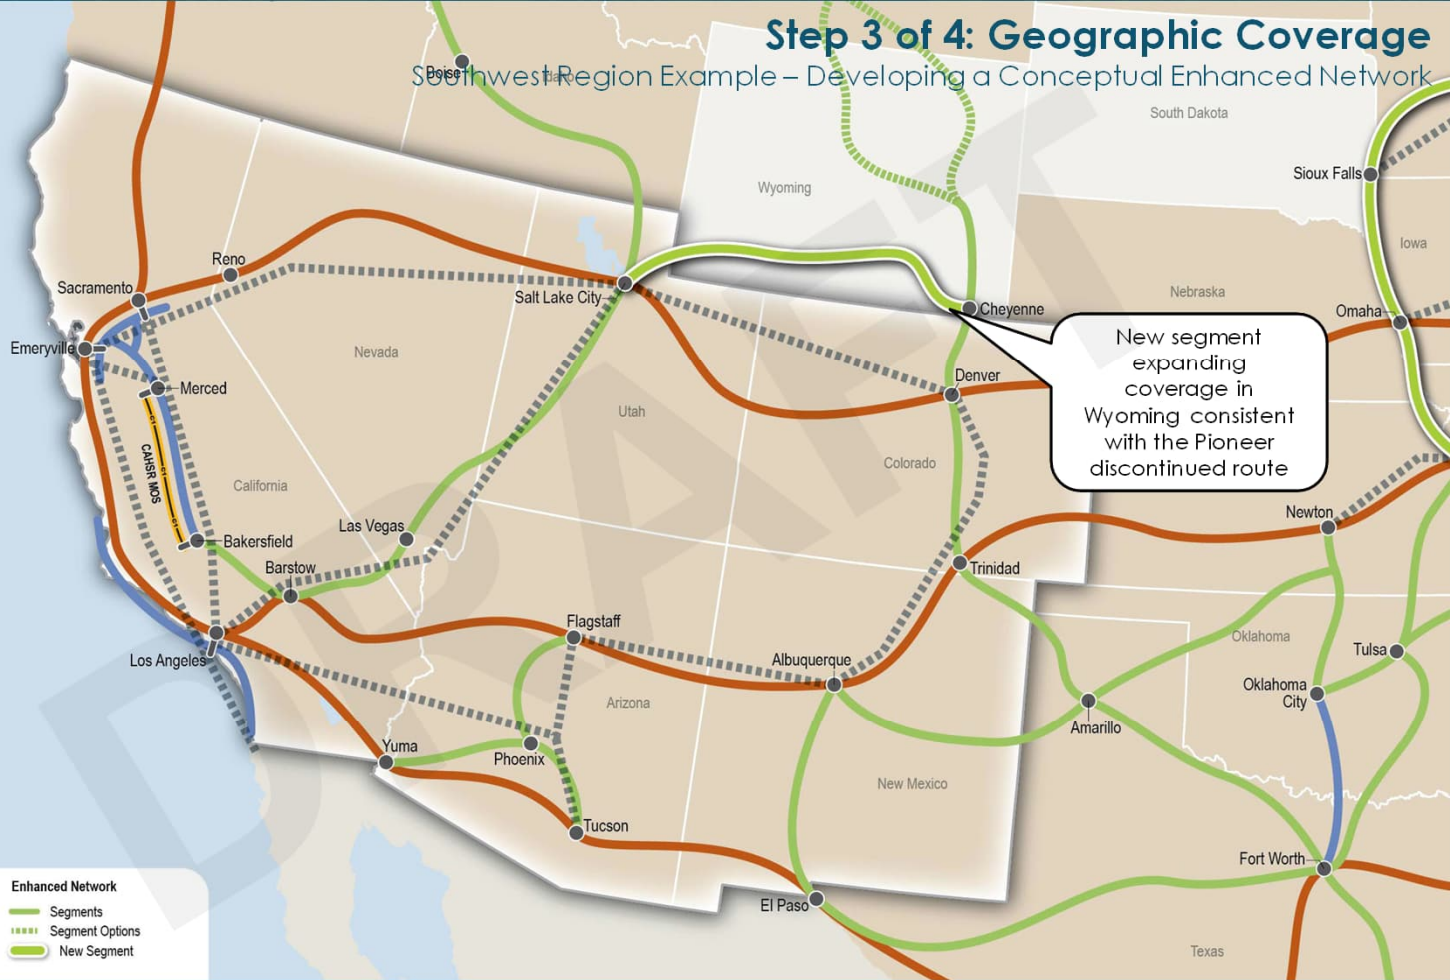 Step 3 of 4: Geographic Coverage
Southwest Region Example – Developing a Conceptual Enhanced Network
Boise
Idaho
South Dakota
Wyoming
Sioux Falls
Iowa
Reno
Sacramento
Salt Lake City
Cheyenne
Nebraska
Omaha
Emeryville
Nevada
New segment
expanding
coverage in
Wyoming consistent
with the Pioneer
discontinued route
Denver
Merced
Utah
Colorado
CAHSR MOS
California
Las Vegas
Newton
Bakersfield
Barstow
Trinidad
Flagstaff
Los Angeles
Albuquerque
Oklahoma
Tulsa
Arizona
Oklahoma
City
Amarillo
Yuma
Phoenix
New Mexico
Tucson
Fort Worth
El Paso
Texas
DRAFT
Enhanced Network
Segments
Segment Options
New Segment